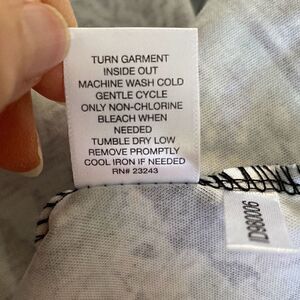 TURN GARMENT
INSIDE OUT
MACHINE WASH COLD
GENTLE CYCLE
ONLY NON-CHLORINE
BLEACH WHEN
NEEDED
TUMBLE DRY LOW
REMOVE PROMPTLY
COOL IRON IF NEEDED
RN# 23243
ID980006